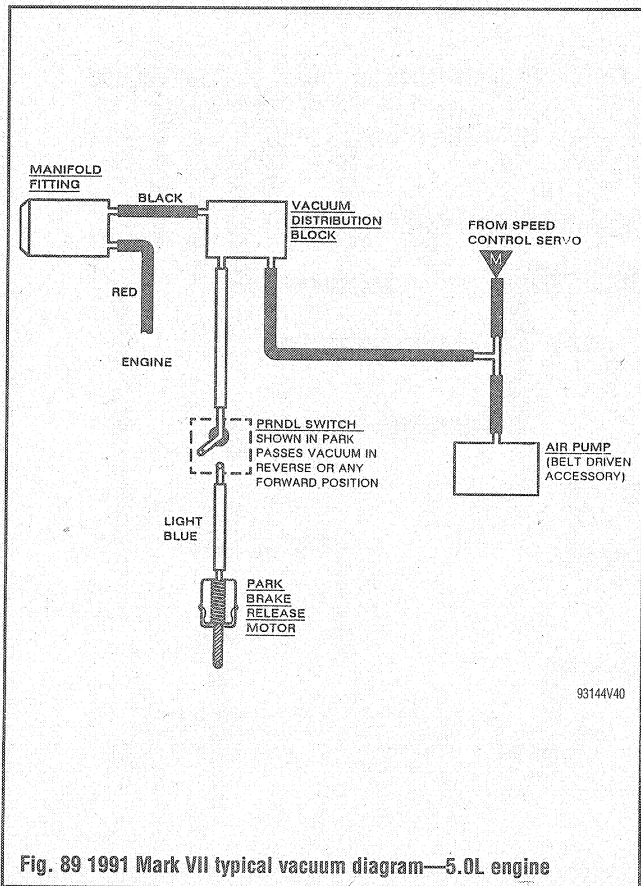 MANIFOLD
FITTING
BLACK
VACUUM
DISTRIBUTION
BLOCK
FROM SPEED
CONTROL SERVO
M
RED
ENGINE
PRNDL SWITCH
SHOWN IN PARK
PASSES VACUUM IN
REVERSE OR ANY
FORWARD POSITION
AIR PUMP
(BELT DRIVEN
ACCESSORY)
LIGHT
BLUE
PARK
BRAKE
RELEASE
MOTOR
93144V40
Fig. 89 1991 Mark VII typical vacuum diagram—5.0L engine